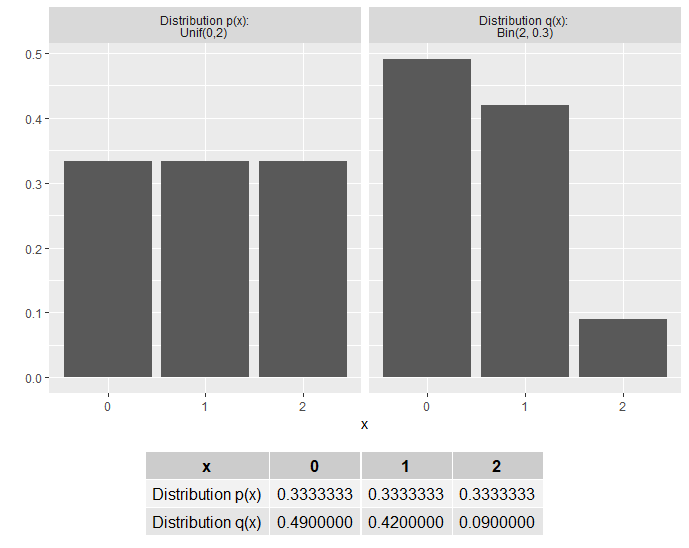 Distribution p(x):
Unif(0,2)
Distribution q(x):
Bin(2, 0.3)
0.5
0.4
0.3
0.2
0.1
0.0
0 1 2
0 1 2
x
x 0 1 2
Distribution p(x) 0.3333333 0.3333333 0.3333333
Distribution q(x) 0.4900000 0.4200000 0.0900000